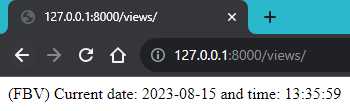 127.0.0.1:8000/views/
127.0.0.1:8000/views/
(FBV) Current date: 2023-08-15 and time: 13:35:59